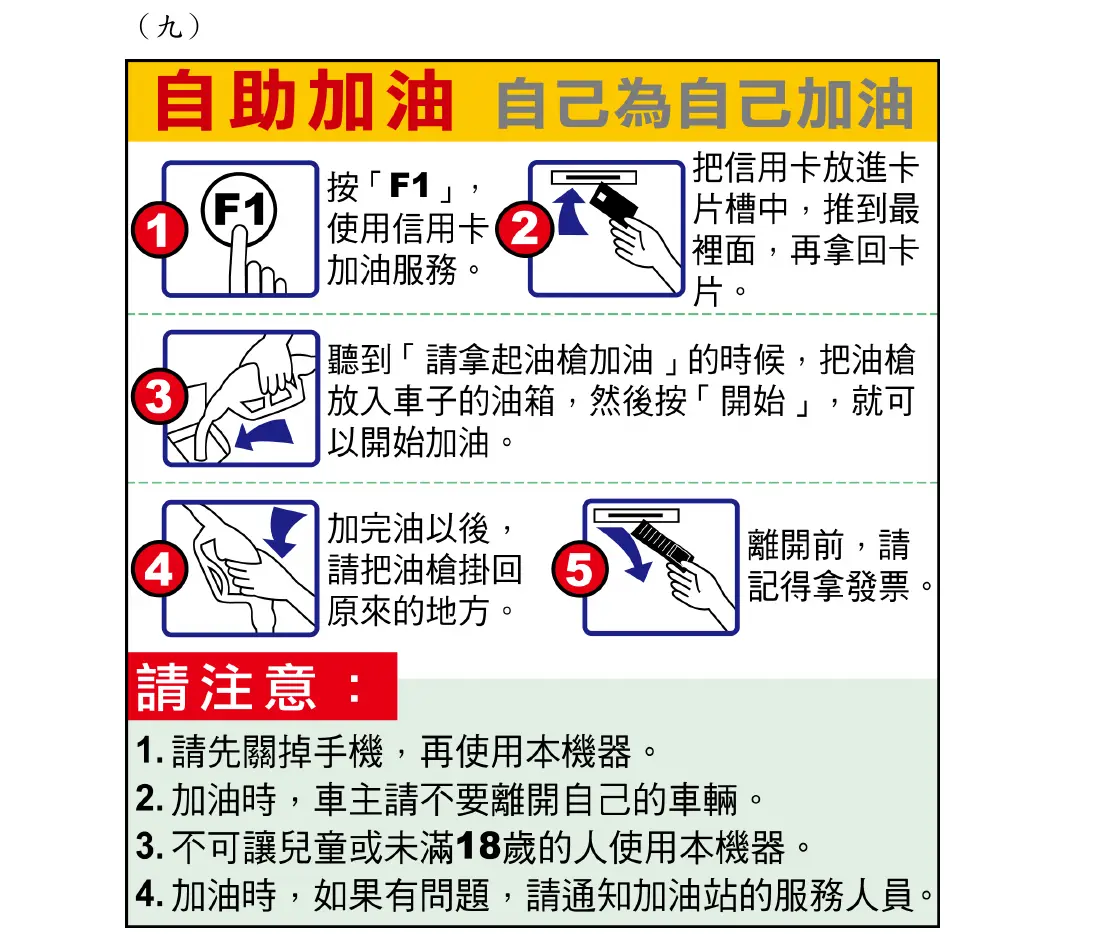 （九）
自助加油 自己為自己加油
1
F1
按「F1」，
使用信用卡
加油服務。
2
把信用卡放進卡
片槽中，推到最
裡面，再拿回卡
片。
3
聽到「請拿起油槍加油」的時候，把油槍
放入車子的油箱，然後按「開始」，就可
以開始加油。
4
加完油以後，
請把油槍掛回
原來的地方。
5
離開前，請
記得拿發票。
請注意：
1. 請先關掉手機，再使用本機器。
2. 加油時，車主請不要離開自己的車輛。
3. 不可讓兒童或未滿18歲的人使用本機器。
4. 加油時，如果有問題，請通知加油站的服務人員。